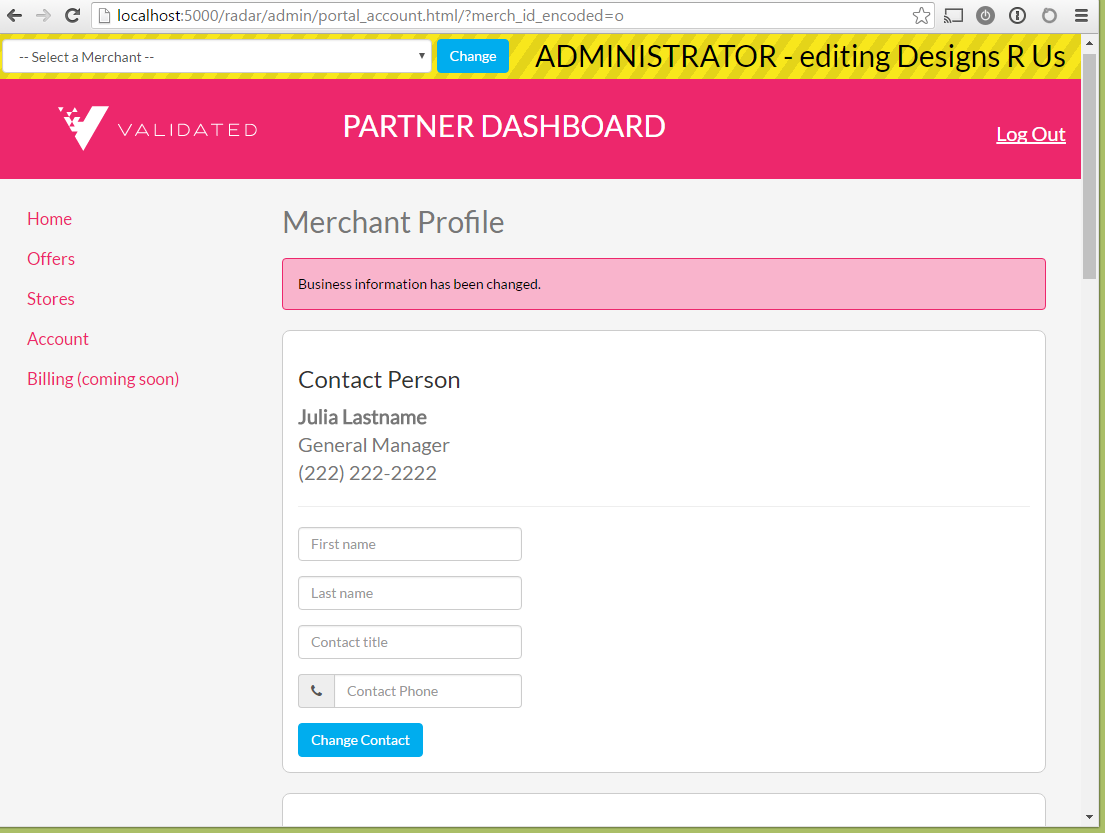 localhost:5000/radar/admin/portal_account.html/?merch_id_encoded=o
-- Select a Merchant --
Change
ADMINISTRATOR - editing Designs R Us
VALIDATED
PARTNER DASHBOARD
Log Out
Home
Offers
Stores
Account
Billing (coming soon)
Merchant Profile
Business information has been changed.
Contact Person
Julia Lastname
General Manager
(222) 222-2222
First name
Last name
Contact title
Contact Phone
Change Contact